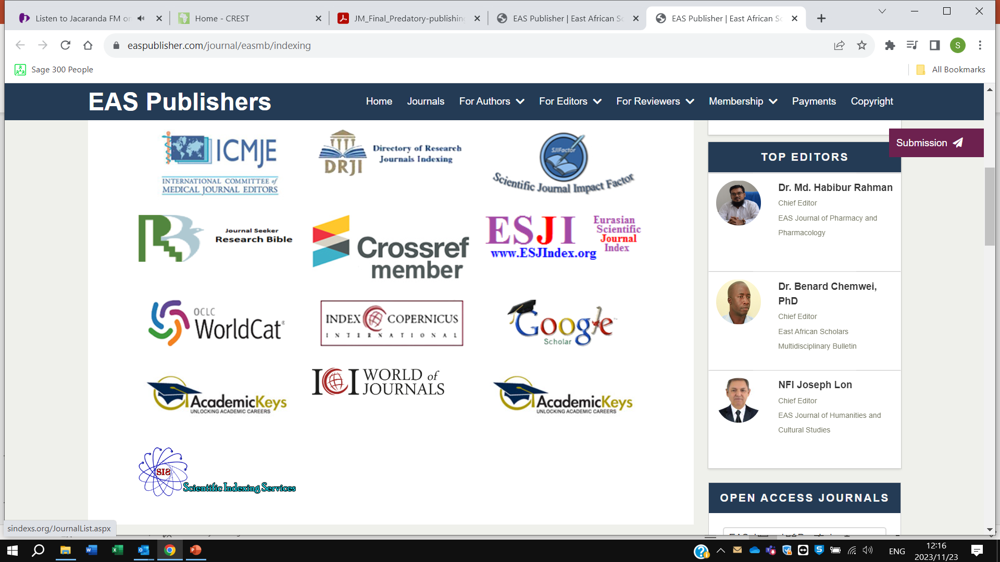 Listen to Jacaranda FM on
Home - CREST
JM_Final_Predatory-publishing
EAS Publisher | East African Sc
EAS Publisher | East African Sc
easpublisher.com/journal/easmb/indexing
S
Sage 300 People
All Bookmarks
EAS Publishers
Home
Journals
For Authors
For Editors
For Reviewers
Membership
Payments
Copyright
Submission
ICMJE
INTERNATIONAL COMMITTEE of
MEDICAL JOURNAL EDITORS
DRJI
Directory of Research
Journals Indexing
SJIFactor
Scientific Journal Impact Factor
RB
Journal Seeker
Research Bible
Crossref
member
ESJI
Eurasian
Scientific
Journal
Index
www.ESJIndex.org
OCLC
WorldCat®
INDEX COPERNICUS
INTERNATIONAL
Google
Scholar
AcademicKeys
UNLOCKING ACADEMIC CAREERS
ICI WORLD of
JOURNALS
AcademicKeys
UNLOCKING ACADEMIC CAREERS
SIS
Scientific Indexing Services
TOP EDITORS
Dr. Md. Habibur Rahman
Chief Editor
EAS Journal of Pharmacy and
Pharmacology
Dr. Benard Chemwei,
PhD
Chief Editor
East African Scholars
Multidisciplinary Bulletin
NFI Joseph Lon
Chief Editor
EAS Journal of Humanities and
Cultural Studies
OPEN ACCESS JOURNALS
sindexs.org/JournalList.aspx
ENG
12:16
2023/11/23